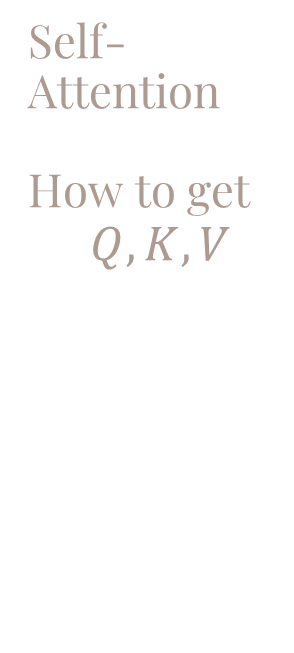 Self-
Attention
How to get
Q, K, V